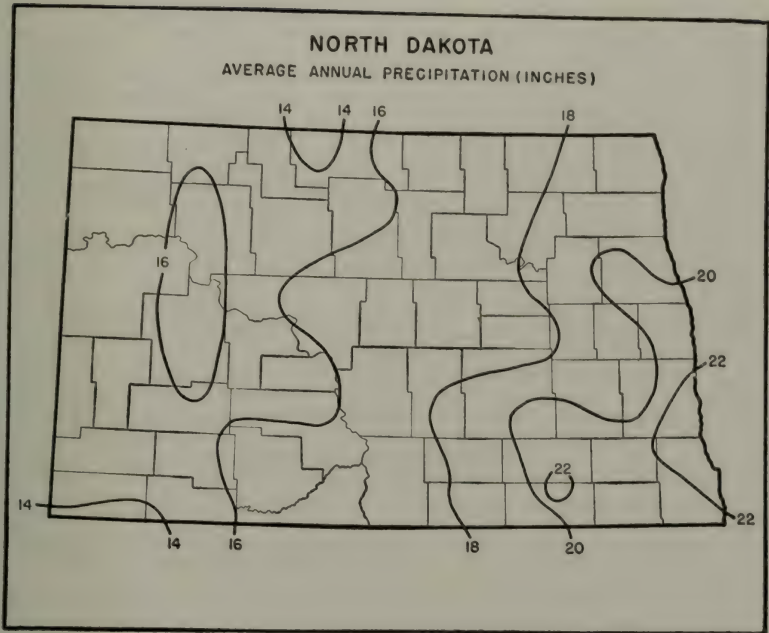 NORTH DAKOTA
AVERAGE ANNUAL PRECIPITATION (INCHES)
14 14 16 18
16
20
22
22
14
14 16 18 20
22